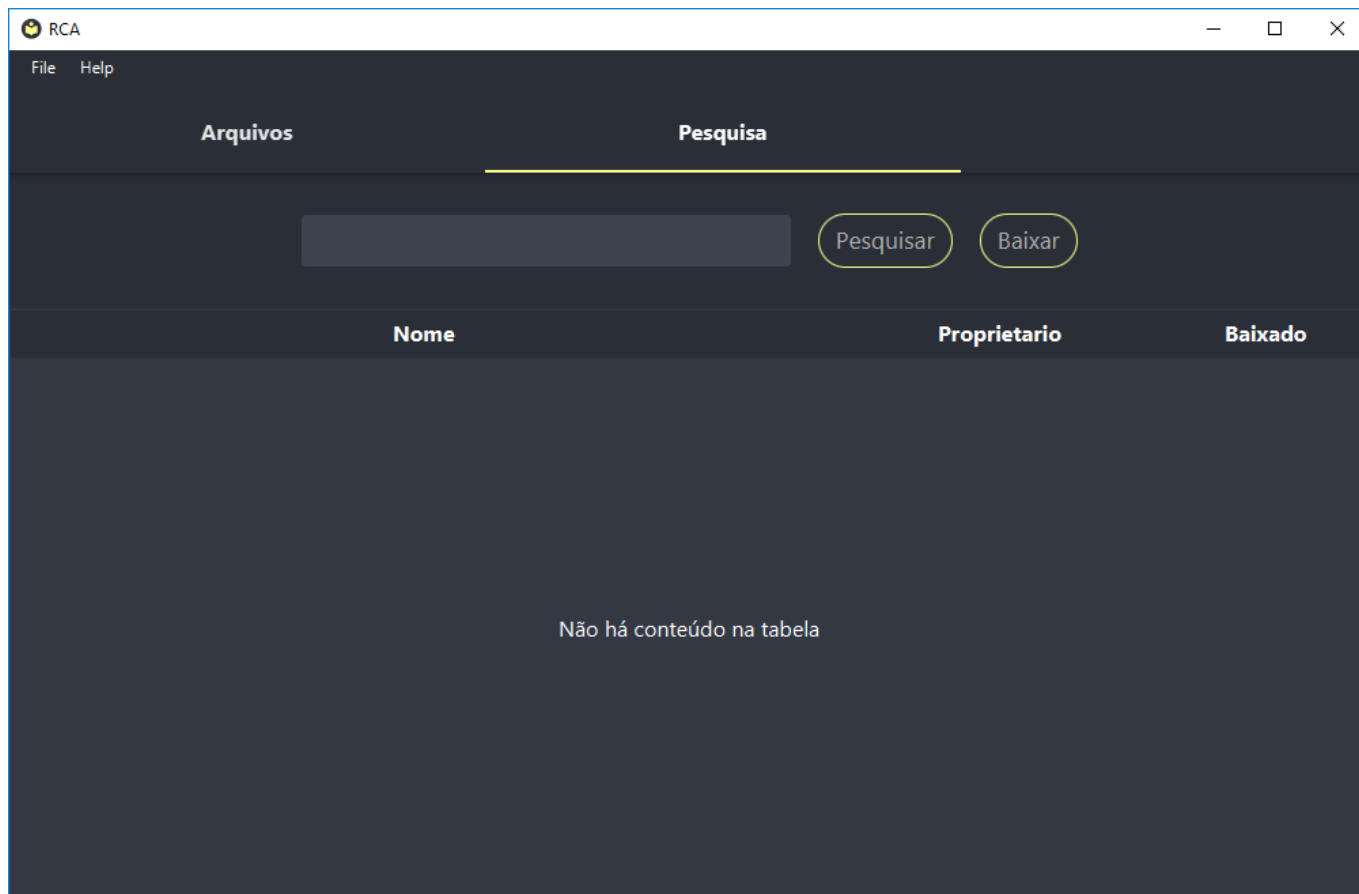 RCA
File Help
Arquivos Pesquisa
Pesquisar Baixar
Nome Proprietario Baixado
Não há conteúdo na tabela